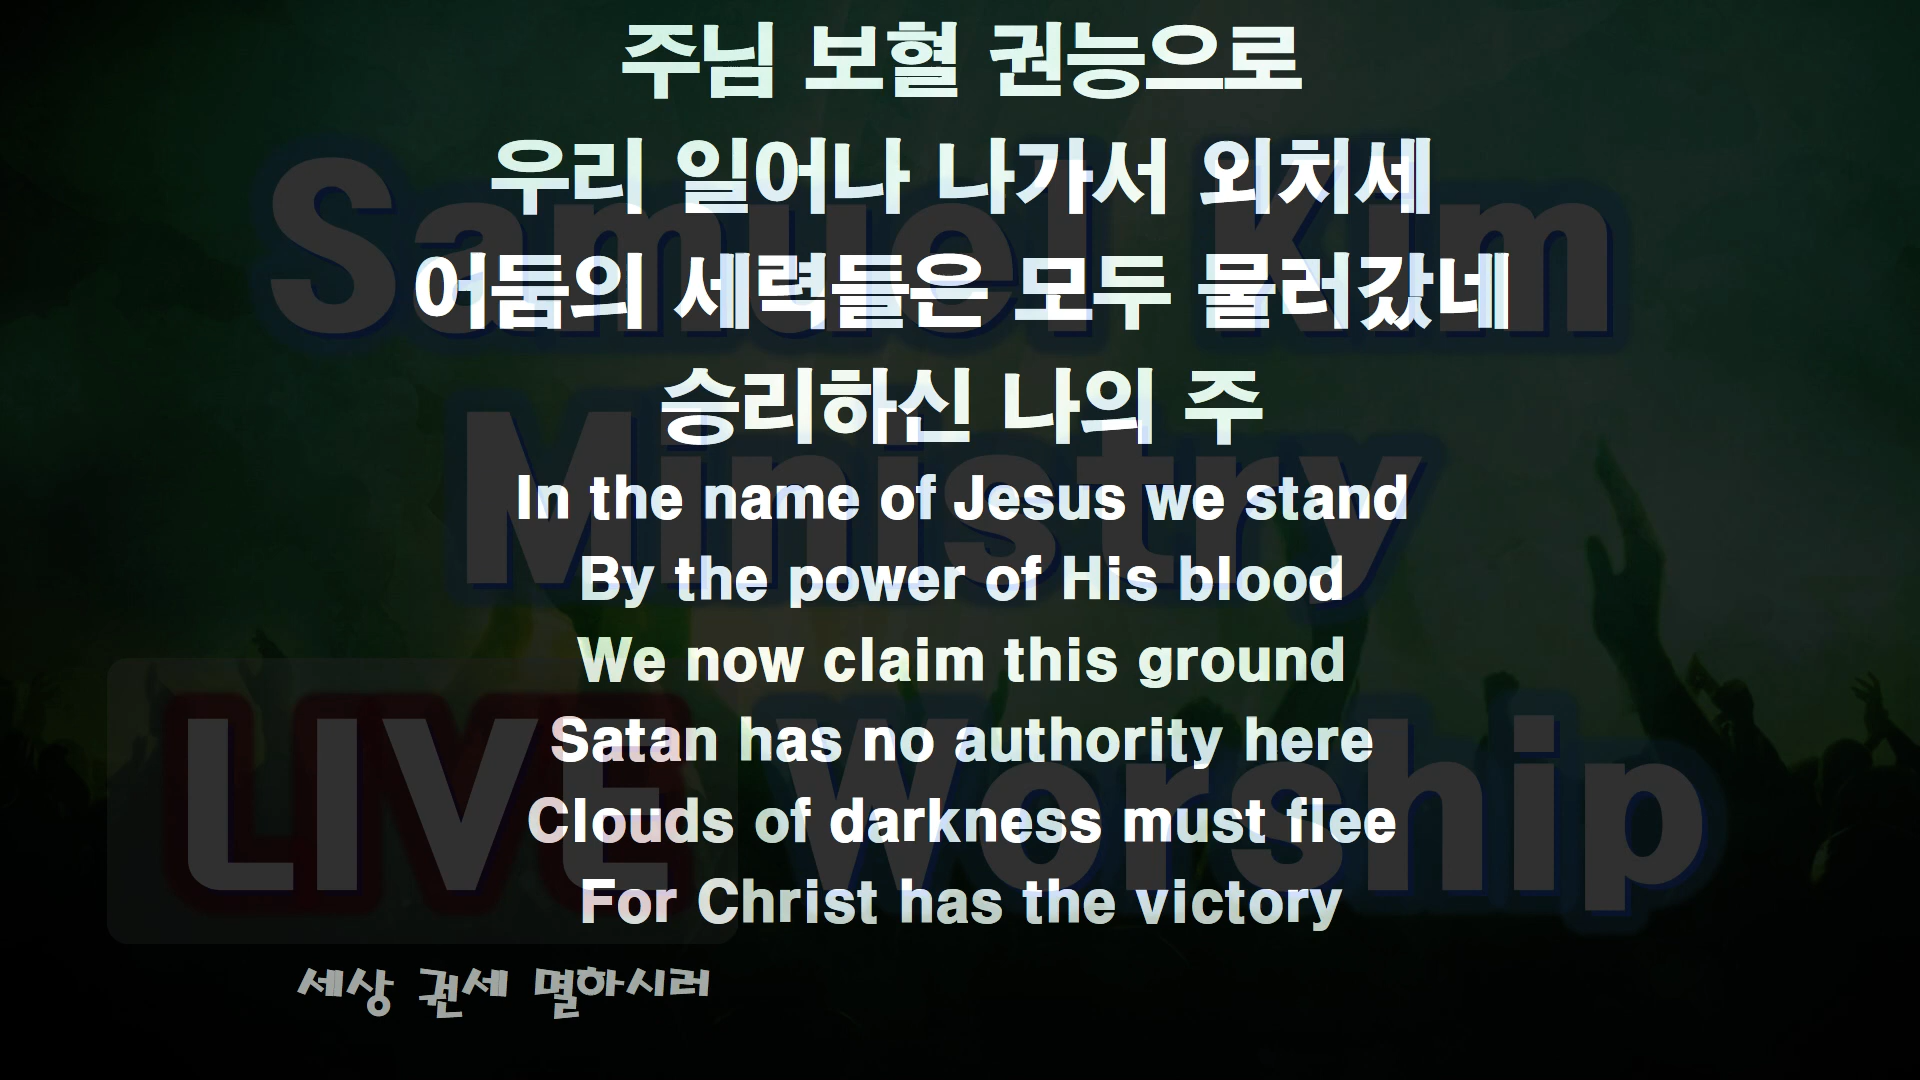 주님 보혈 권능으로
우리 일어나 나가서 외치세
어둠의 세력들은 모두 물러갔네
승리하신 나의 주
In the name of Jesus we stand
By the power of His blood
We now claim this ground
Satan has no authority here
Clouds of darkness must flee
For Christ has the victory
세상 권세 멸하시러
Samuel Kim
Ministry
LIVE Worship